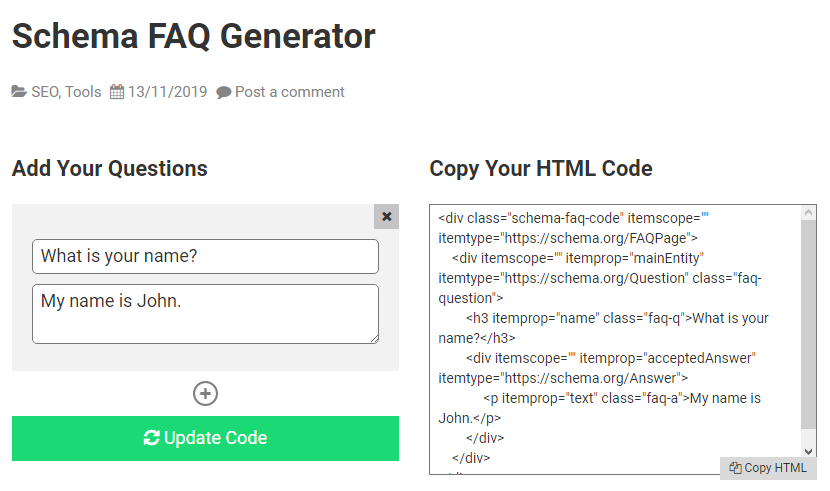 Schema FAQ Generator
SEO, Tools 13/11/2019 Post a comment
Add Your Questions
What is your name?
My name is John.
Update Code
Copy Your HTML Code
<div class="schema-faq-code" itemscope=""
itemtype="https://schema.org/FAQPage">
<div itemscope="" itemprop="mainEntity"
itemtype="https://schema.org/Question" class="faq-
question">
<h3 itemprop="name" class="faq-q">What is your
name?</h3>
<div itemscope="" itemprop="acceptedAnswer"
itemtype="https://schema.org/Answer">
<p itemprop="text" class="faq-a">My name is
John.</p>
</div>
</div>
Copy HTML